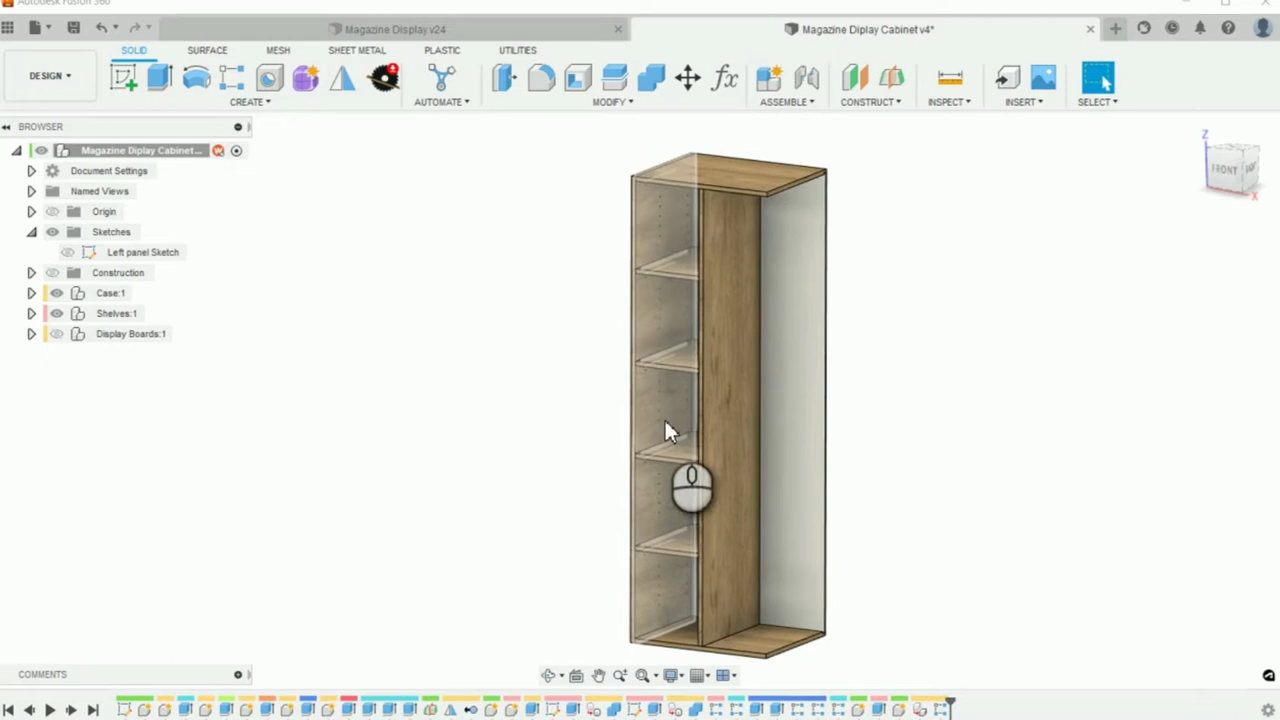 Autodesk Fusion 360
Magazine Display v24
Magazine Diplay Cabinet v4*
SOLID
SURFACE
MESH
SHEET METAL
PLASTIC
UTILITIES
DESIGN
CREATE
AUTOMATE
MODIFY
ASSEMBLE
CONSTRUCT
INSPECT
INSERT
SELECT
BROWSER
Magazine Diplay Cabinet...
Document Settings
Named Views
Origin
Sketches
Left panel Sketch
Construction
Case:1
Shelves:1
Display Boards:1
Z
FRONT
X
COMMENTS